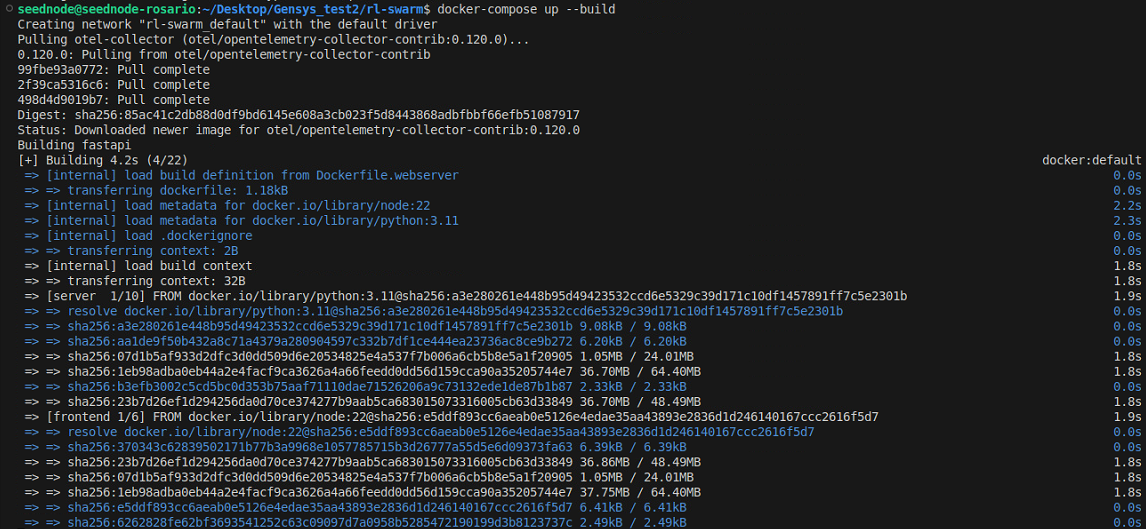 seednode@seednode-rosario:~/Desktop/Gensys_test2/rl-swarm$ docker-compose up --build
Creating network "rl-swarm_default" with the default driver
Pulling otel-collector (otel/opentelemetry-collector-contrib:0.120.0)...
0.120.0: Pulling from otel/opentelemetry-collector-contrib
99fbe93a0772: Pull complete
2f39ca5316c6: Pull complete
498d4d9019b7: Pull complete
Digest: sha256:85ac41c2db88d0df9bd6145e608a3cb023f5d8443868adbfbbf66efb51087917
Status: Downloaded newer image for otel/opentelemetry-collector-contrib:0.120.0
Building fastapi
[+] Building 4.2s (4/22) docker:default
=> [internal] load build definition from Dockerfile.webserver 0.0s
=> => transferring dockerfile: 1.18kB 0.0s
=> [internal] load metadata for docker.io/library/node:22 2.2s
=> [internal] load metadata for docker.io/library/python:3.11 2.3s
=> [internal] load .dockerignore 0.0s
=> => transferring context: 2B 0.0s
=> [internal] load build context 1.8s
=> => transferring context: 32B 1.8s
=> [server  1/10] FROM docker.io/library/python:3.11@sha256:a3e280261e448b95d49423532ccd6e5329c39d171c10df1457891ff7c5e2301b 1.9s
=> => resolve docker.io/library/python:3.11@sha256:a3e280261e448b95d49423532ccd6e5329c39d171c10df1457891ff7c5e2301b 0.0s
=> => sha256:a3e280261e448b95d49423532ccd6e5329c39d171c10df1457891ff7c5e2301b 9.08kB / 9.08kB 0.0s
=> => sha256:aa1de9f50b432a8c71a4379a280904597c332b7df1ce444ea23736ac8ce9b272 6.20kB / 6.20kB 0.0s
=> => sha256:07d1b5af933d2dfc3d0dd509d6e20534825e4a537f7b006a6cb5b8e5a1f20905 1.05MB / 24.01MB 1.8s
=> => sha256:1eb98adba0eb44a2e4facf9ca3626a4a66feedd0dd56d159cca90a35205744e7 36.70MB / 64.40MB 1.8s
=> => sha256:b3efb3002c5cd5bc0d353b75aaf71110dae71526206a9c73132ede1de87b1b87 2.33kB / 2.33kB 0.0s
=> => sha256:23b7d26ef1d294256da0d70ce374277b9aab5ca683015073316005cb63d33849 36.70MB / 48.49MB 1.8s
=> [frontend 1/6] FROM docker.io/library/node:22@sha256:e5ddf893cc6aeab0e5126e4edae35aa43893e2836d1d246140167ccc2616f5d7 1.9s
=> => resolve docker.io/library/node:22@sha256:e5ddf893cc6aeab0e5126e4edae35aa43893e2836d1d246140167ccc2616f5d7 0.0s
=> => sha256:370343c62839502171b77b3a9968e1057785715b3d26777a55d5e6d09373fa63 6.39kB / 6.39kB 0.0s
=> => sha256:23b7d26ef1d294256da0d70ce374277b9aab5ca683015073316005cb63d33849 36.86MB / 48.49MB 1.8s
=> => sha256:07d1b5af933d2dfc3d0dd509d6e20534825e4a537f7b006a6cb5b8e5a1f20905 1.05MB / 24.01MB 1.8s
=> => sha256:1eb98adba0eb44a2e4facf9ca3626a4a66feedd0dd56d159cca90a35205744e7 37.75MB / 64.40MB 1.8s
=> => sha256:e5ddf893cc6aeab0e5126e4edae35aa43893e2836d1d246140167ccc2616f5d7 6.41kB / 6.41kB 0.0s
=> => sha256:6262828fe62bf3693541252c63c09097d7a0958b5285472190199d3b8123737c 2.49kB / 2.49kB 0.0s